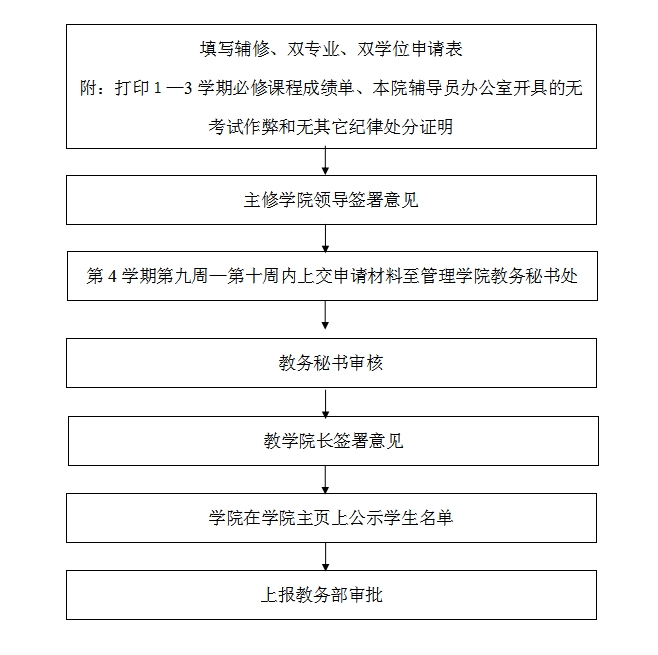 填写辅修、双专业、双学位申请表
附：打印 1 —3 学期必修课程成绩单、本院辅导员办公室开具的无
考试作弊和无其它纪律处分证明
主修学院领导签署意见
第 4 学期第九周一第十周内上交申请材料至管理学院教务秘书处
教务秘书审核
教学院长签署意见
学院在学院主页上公示学生名单
上报教务部审批